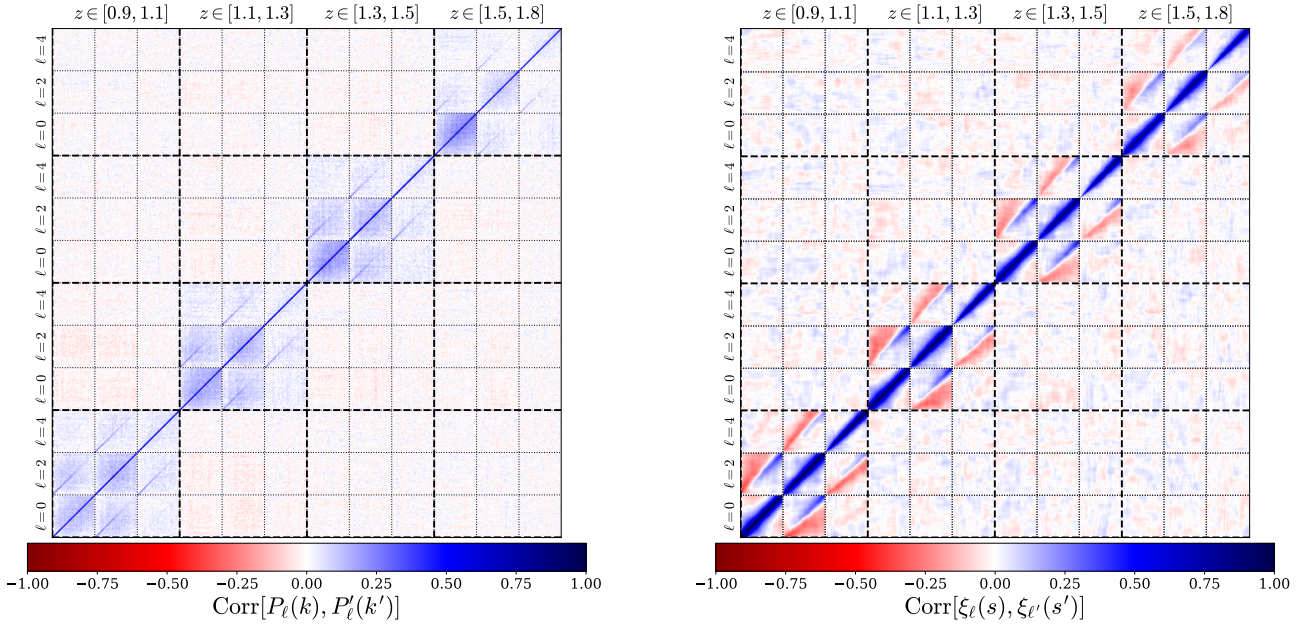 z ∈ [0.9, 1.1] z ∈ [1.1, 1.3] z ∈ [1.3, 1.5] z ∈ [1.5, 1.8]
ℓ = 4
ℓ = 2
ℓ = 0
ℓ = 4
ℓ = 2
ℓ = 0
ℓ = 4
ℓ = 2
ℓ = 0
ℓ = 4
ℓ = 2
ℓ = 0
−1.00 −0.75 −0.50 −0.25 0.00 0.25 0.50 0.75 1.00
Corr[P_ℓ(k), P′_ℓ(k′)]
z ∈ [0.9, 1.1] z ∈ [1.1, 1.3] z ∈ [1.3, 1.5] z ∈ [1.5, 1.8]
ℓ = 4
ℓ = 2
ℓ = 0
ℓ = 4
ℓ = 2
ℓ = 0
ℓ = 4
ℓ = 2
ℓ = 0
ℓ = 4
ℓ = 2
ℓ = 0
−1.00 −0.75 −0.50 −0.25 0.00 0.25 0.50 0.75 1.00
Corr[ξ_ℓ(s), ξ_ℓ′(s′)]